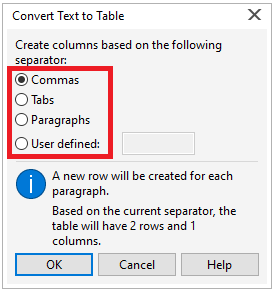 Convert Text to Table
Create columns based on the following
separator:
Commas
Tabs
Paragraphs
User defined:
A new row will be created for each
paragraph.
Based on the current separator, the
table will have 2 rows and 1
columns.
OK Cancel Help